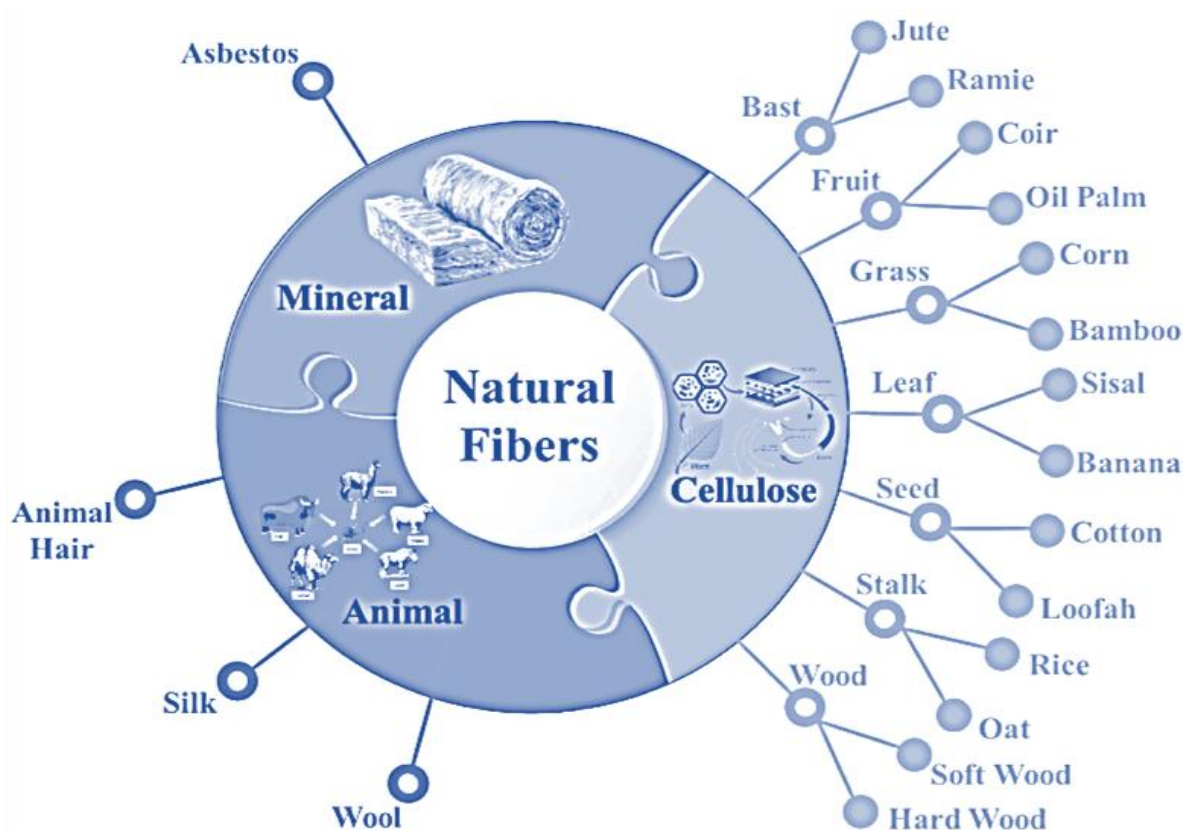 Asbestos
Mineral
Natural
Fibers
Cellulose
Animal
Animal
Hair
Silk
Wool
Bast
Jute
Ramie
Fruit
Coir
Oil Palm
Grass
Corn
Bamboo
Leaf
Sisal
Banana
Seed
Cotton
Loofah
Stalk
Rice
Oat
Wood
Soft Wood
Hard Wood